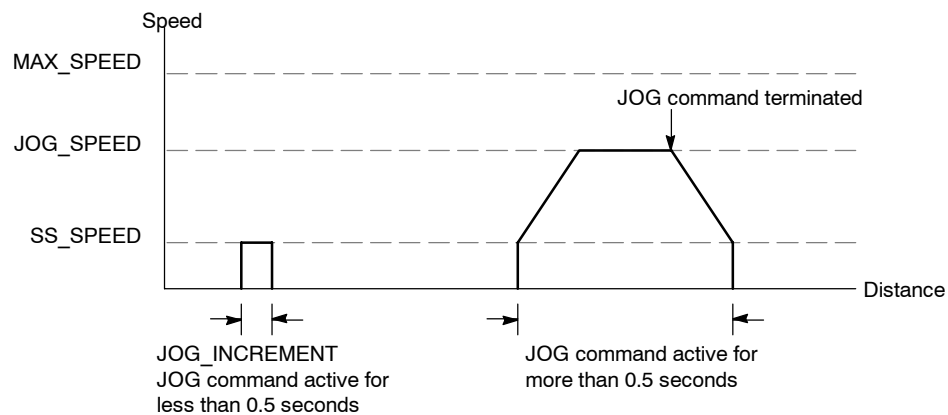 Speed
MAX_SPEED
JOG command terminated
JOG_SPEED
SS_SPEED
Distance
JOG_INCREMENT
JOG command active for
less than 0.5 seconds
JOG command active for
more than 0.5 seconds